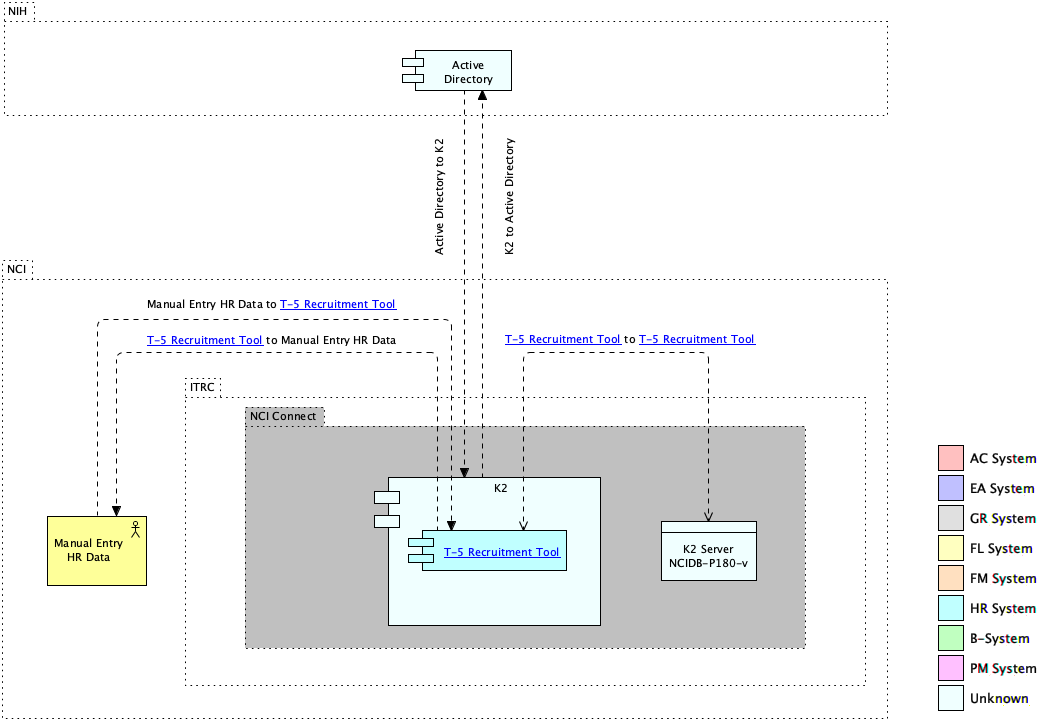 NIH
Active
Directory
Active Directory to K2
K2 to Active Directory
NCI
Manual Entry HR Data to T-5 Recruitment Tool
T-5 Recruitment Tool to Manual Entry HR Data
T-5 Recruitment Tool to T-5 Recruitment Tool
ITRC
NCI Connect
K2
T-5 Recruitment Tool
Manual Entry
HR Data
K2 Server
NCIDB-P180-v
AC System
EA System
GR System
FL System
FM System
HR System
B-System
PM System
Unknown